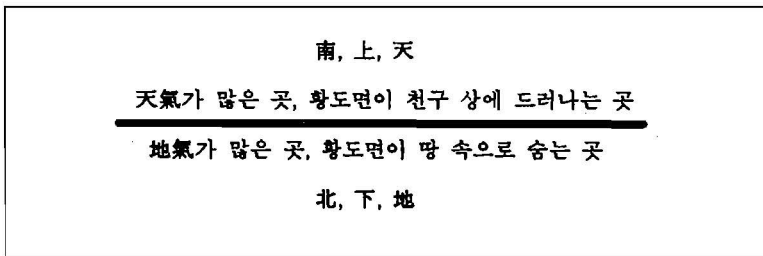 南, 上, 天
天氣가 많은 곳, 황도면이 천구 상에 드러나는 곳
地氣가 많은 곳, 황도면이 땅 속으로 숨는 곳
北, 下, 地